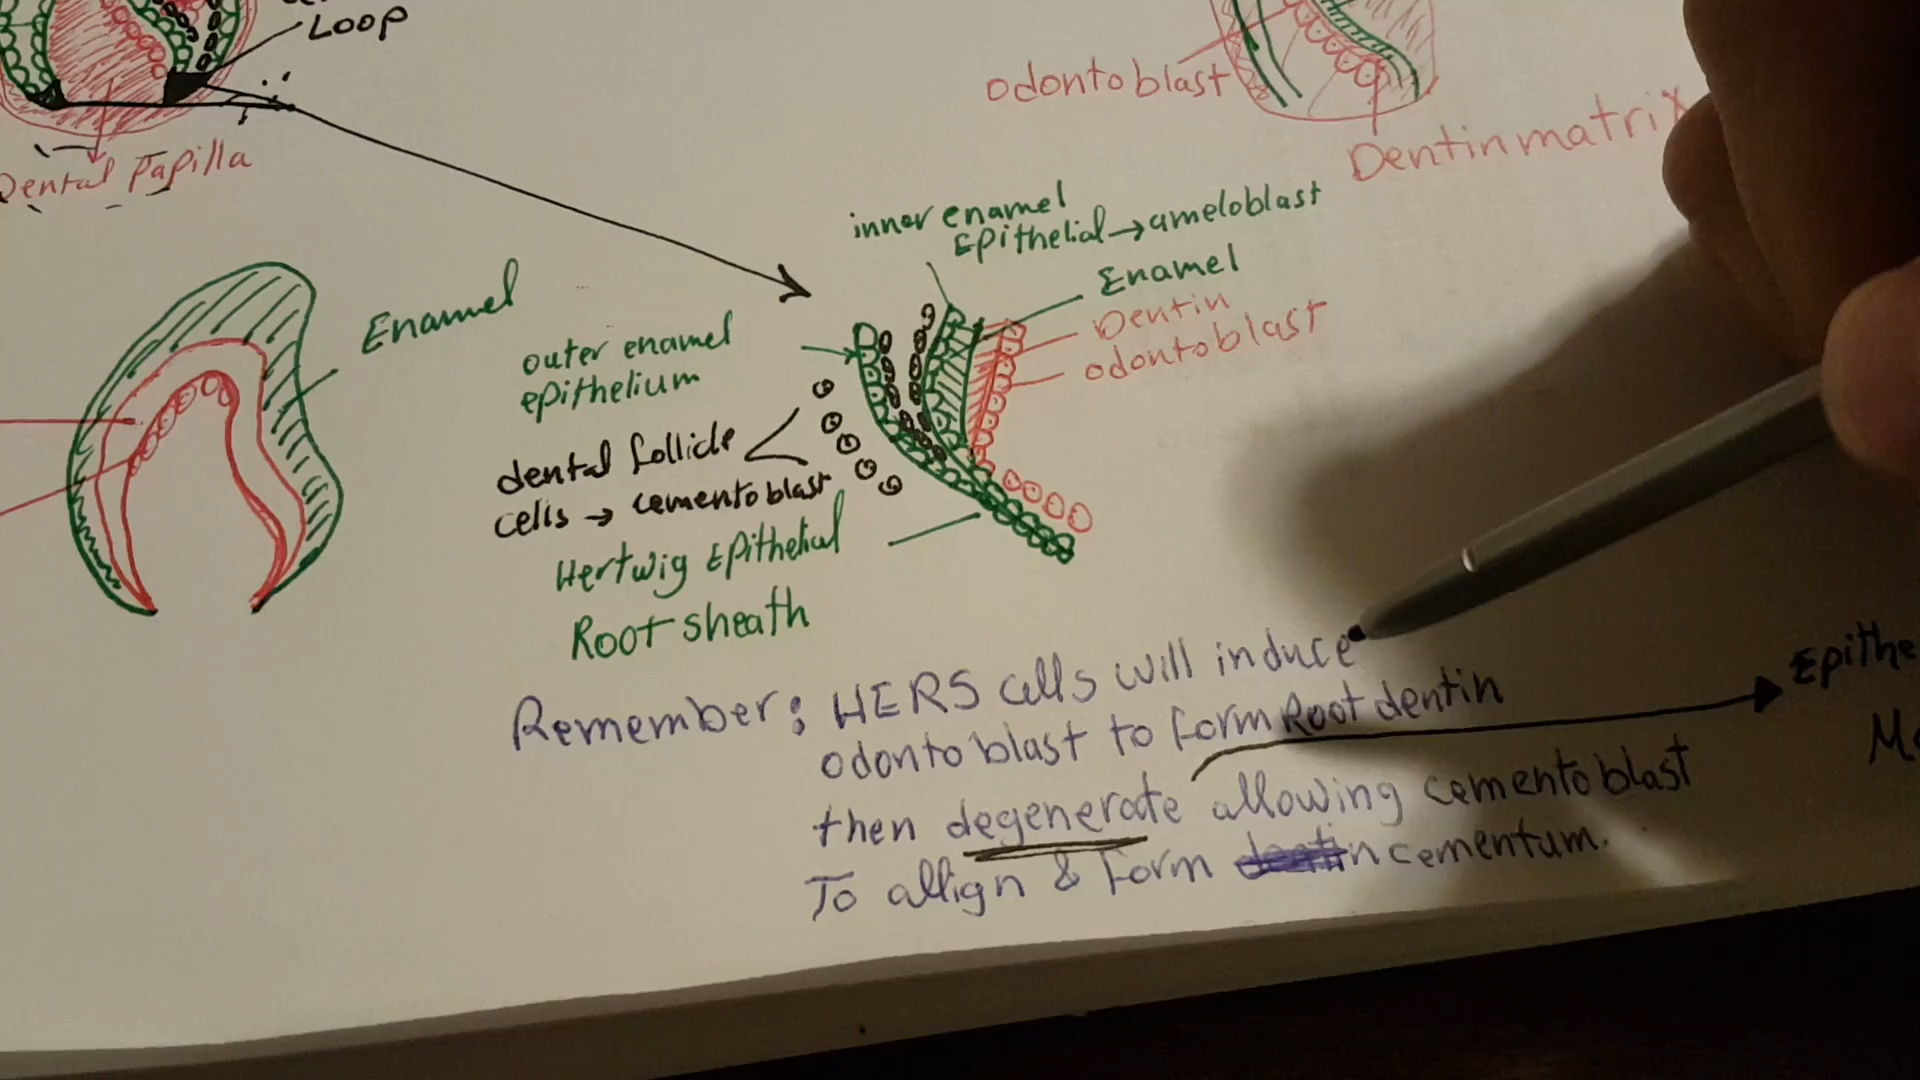 Loop
Dental Papilla
odontoblast
Dentin matrix
inner enamel
Epithelial → ameloblast
Enamel
Dentin
odontoblast
Enamel
outer enamel
epithelium
dental follicle
cells → cementoblast
Hertwig Epithelial
Root sheath
Remember: HERS cells will induce
odontoblast to form Root dentin
then degenerate allowing cementoblast
To allign & form cementum.
Epithe